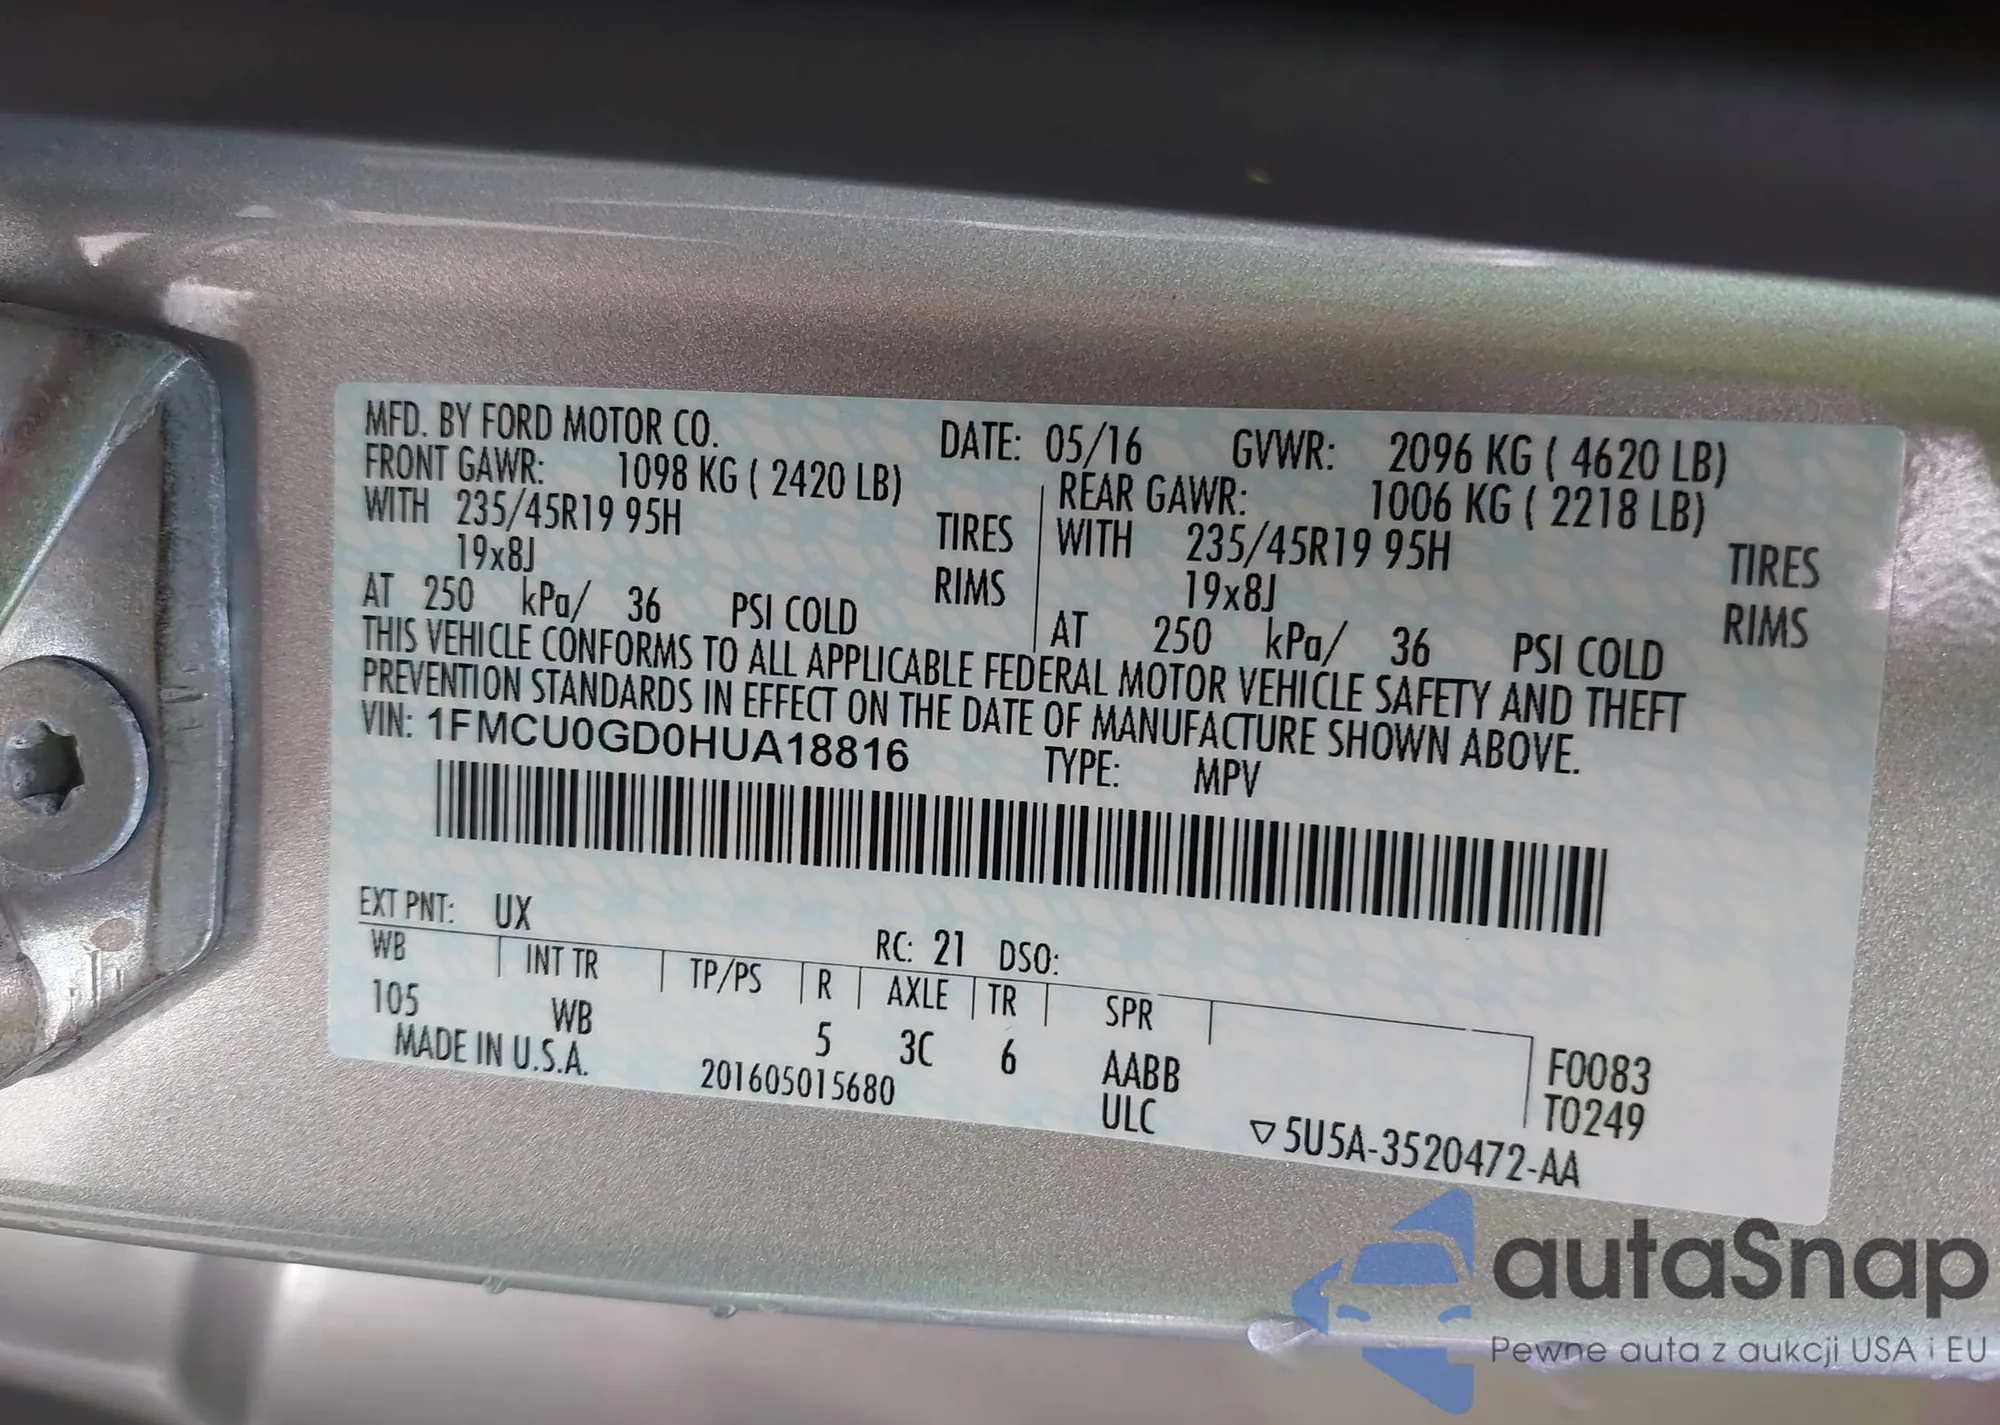 MFD. BY FORD MOTOR CO. DATE: 05/16 GVWR: 2096 KG ( 4620 LB)
FRONT GAWR: 1098 KG ( 2420 LB) REAR GAWR: 1006 KG ( 2218 LB)
WITH 235/45R19 95H TIRES WITH 235/45R19 95H TIRES
19x8J RIMS 19x8J RIMS
AT 250 kPa/ 36 PSI COLD AT 250 kPa/ 36 PSI COLD
THIS VEHICLE CONFORMS TO ALL APPLICABLE FEDERAL MOTOR VEHICLE SAFETY AND THEFT
PREVENTION STANDARDS IN EFFECT ON THE DATE OF MANUFACTURE SHOWN ABOVE.
VIN: 1FMCU0GD0HUA18816 TYPE: MPV
EXT PNT: UX RC: 21 DSO:
WB INT TR TP/PS R AXLE TR SPR
105 WB 5 3C 6 AABB F0083
MADE IN U.S.A. 201605015680 ULC T0249
▽5U5A-3520472-AA
autaSnap
Pewne auta z aukcji USA i EU